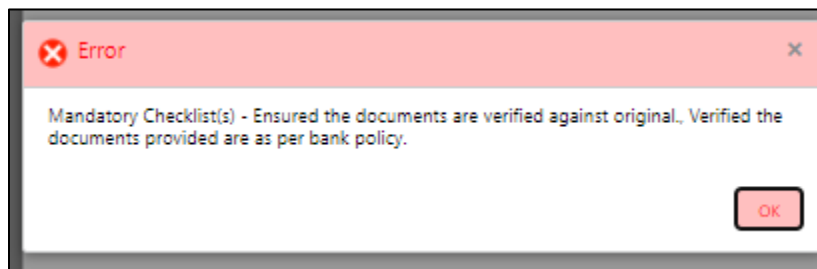 Error
Mandatory Checklist(s) - Ensured the documents are verified against original., Verified the
documents provided are as per bank policy.
OK